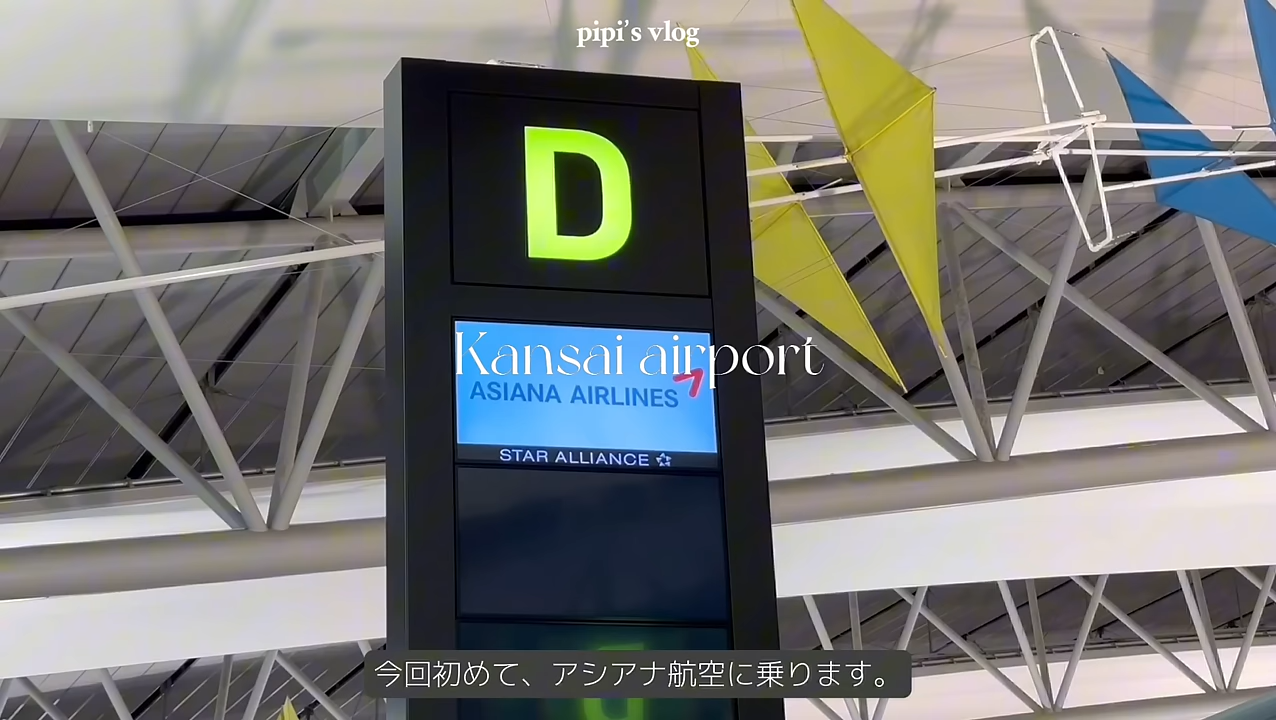 pipi’s vlog
D
Kansai airport
ASIANA AIRLINES
STAR ALLIANCE
今回初めて、アシアナ航空に乗ります。